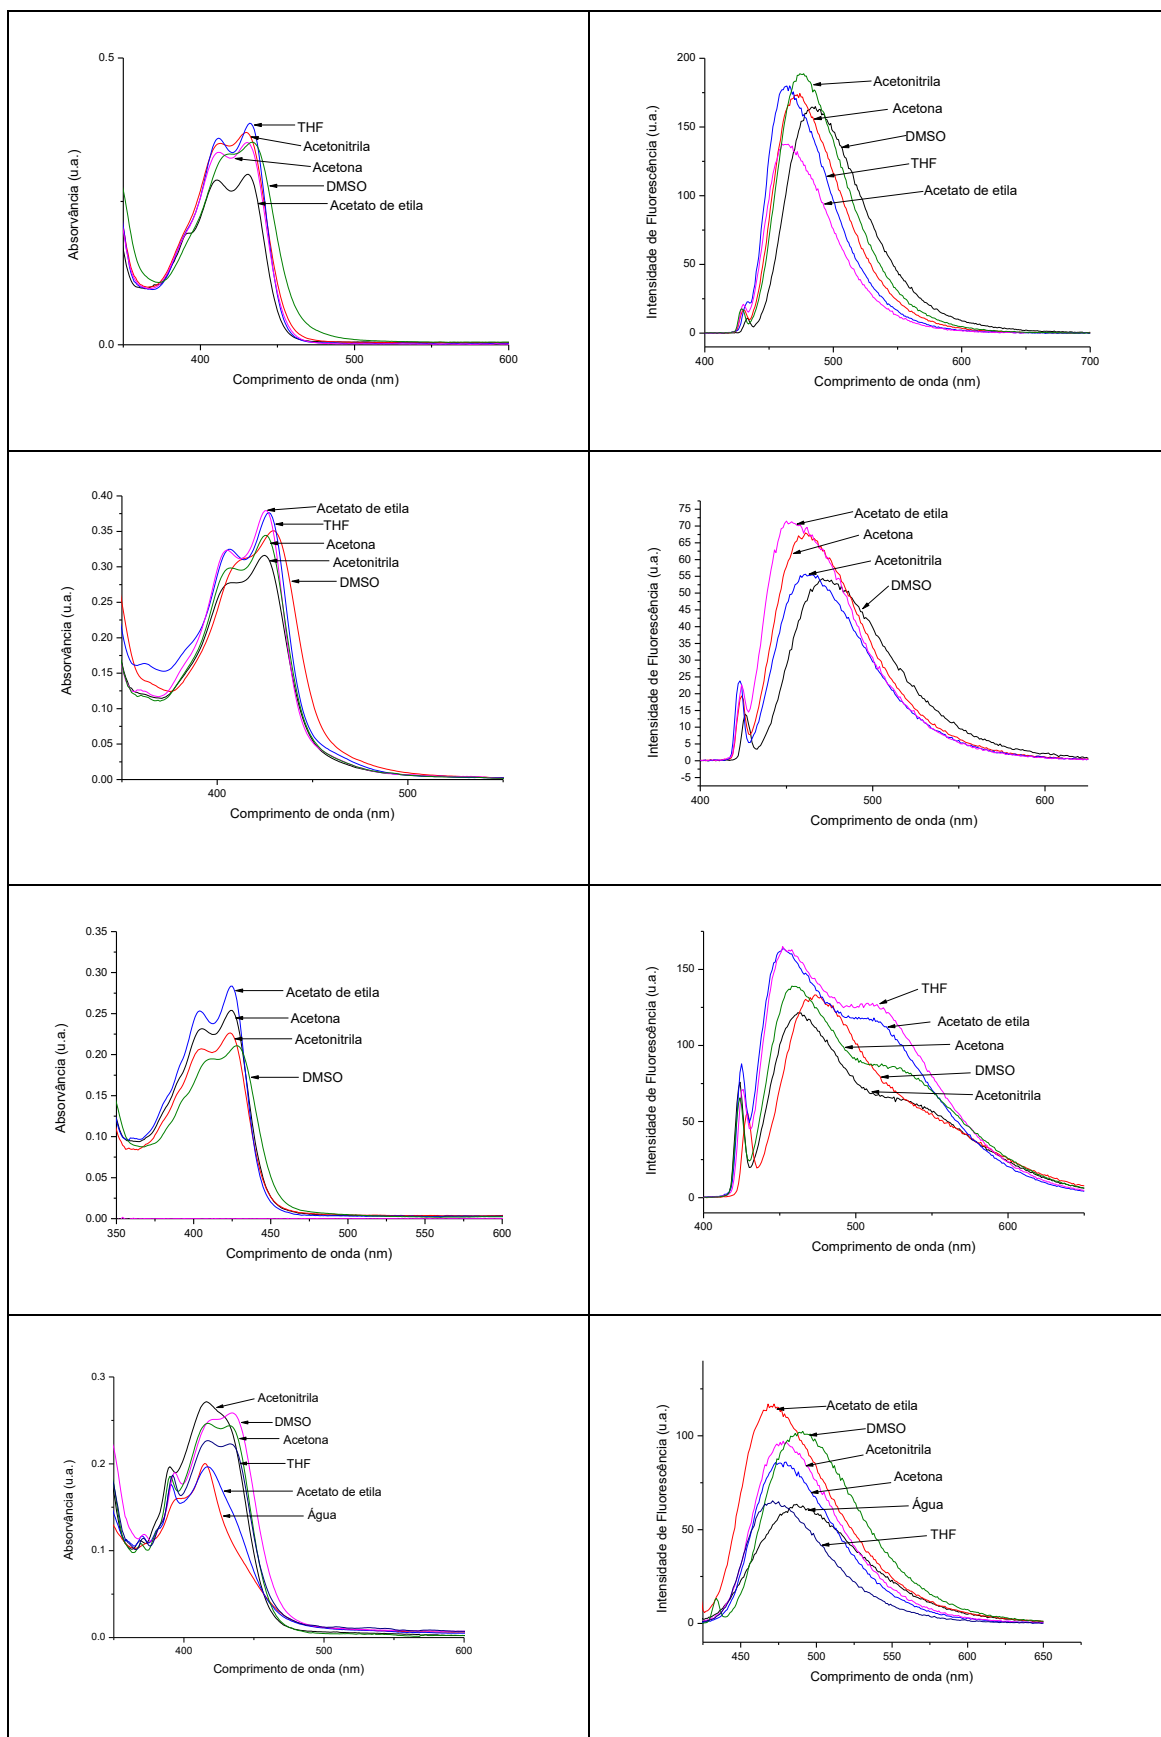 0.5
0.0
400
500
600
Absorvância (u.a.)
Comprimento de onda (nm)
THF
Acetonitrila
Acetona
DMSO
Acetato de etila
200
150
100
50
0
400
500
600
700
Intensidade de Fluorescência (u.a.)
Comprimento de onda (nm)
Acetonitrila
Acetona
DMSO
THF
Acetato de etila
0.40
0.35
0.30
0.25
0.20
0.15
0.10
0.05
0.00
400
500
Absorvância (u.a.)
Comprimento de onda (nm)
Acetato de etila
THF
Acetona
Acetonitrila
DMSO
75
70
65
60
55
50
45
40
35
30
25
20
15
10
5
0
-5
400
500
600
Intensidade de Fluorescência (u.a.)
Comprimento de onda (nm)
Acetato de etila
Acetona
Acetonitrila
DMSO
0.35
0.30
0.25
0.20
0.15
0.10
0.05
0.00
350
400
450
500
550
600
Absorvância (u.a.)
Comprimento de onda (nm)
Acetato de etila
Acetona
Acetonitrila
DMSO
150
100
50
0
400
500
600
Intensidade de Fluorescência (u.a.)
Comprimento de onda (nm)
THF
Acetato de etila
Acetona
DMSO
Acetonitrila
0.3
0.2
0.1
0.0
400
500
600
Absorvância (u.a.)
Comprimento de onda (nm)
Acetonitrila
DMSO
Acetona
THF
Acetato de etila
Água
100
50
0
450
500
550
600
650
Intensidade de Fluorescência (u.a.)
Comprimento de onda (nm)
Acetato de etila
DMSO
Acetonitrila
Acetona
Água
THF